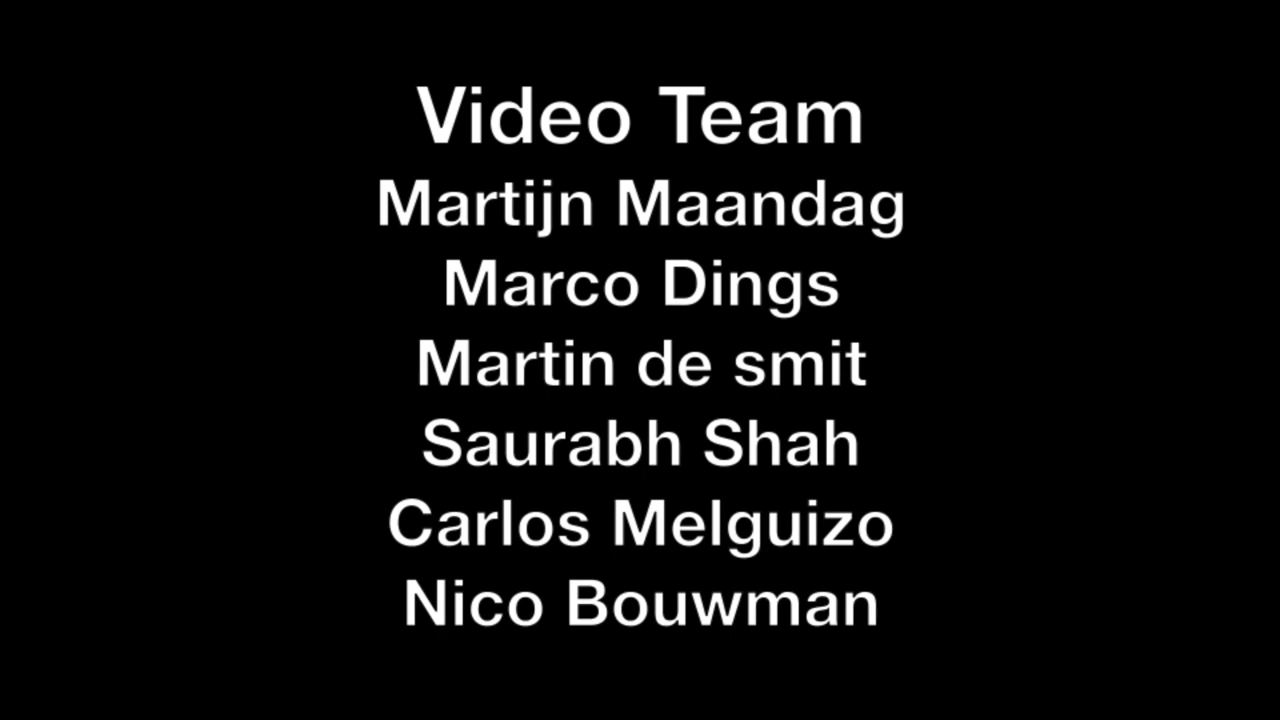 Video Team
Martijn Maandag
Marco Dings
Martin de smit
Saurabh Shah
Carlos Melguizo
Nico Bouwman